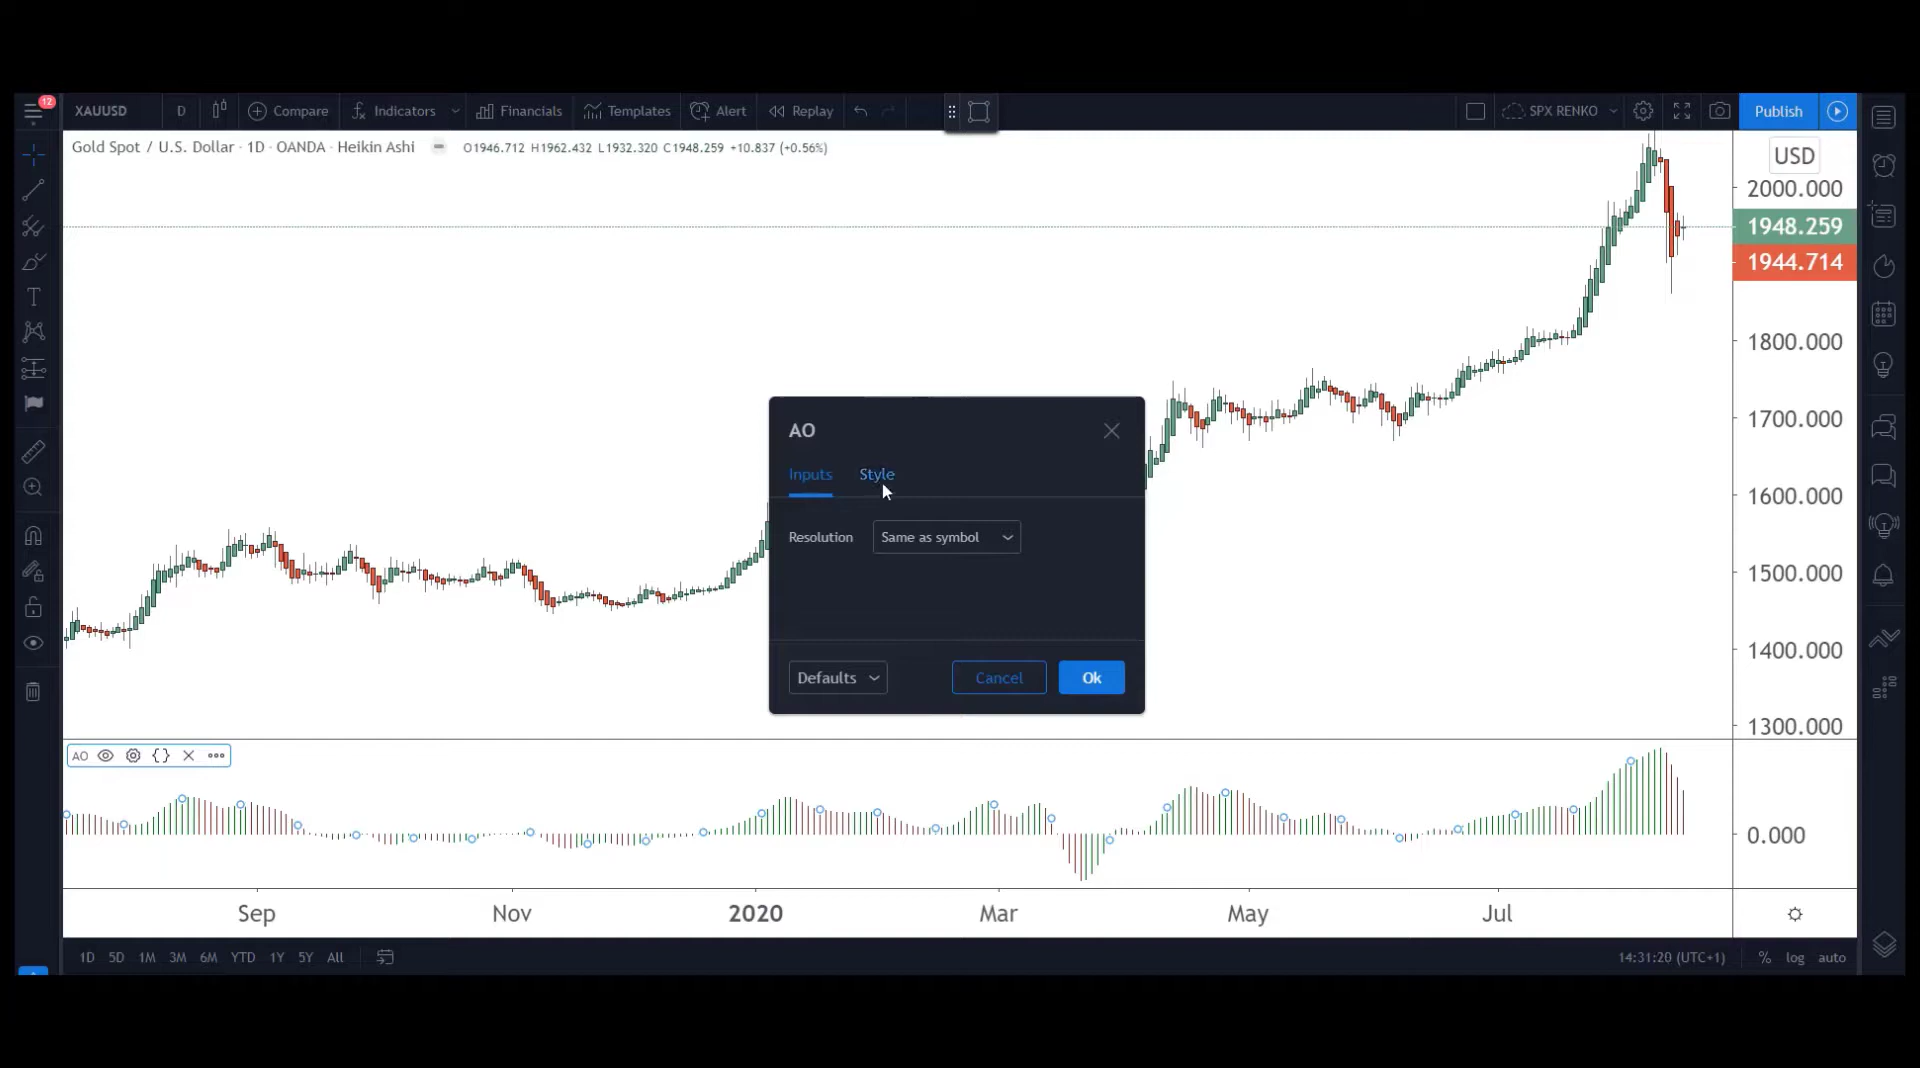 12
XAUUSD D Compare Indicators Financials Templates Alert Replay SPX RENKO Publish
Gold Spot / U.S. Dollar · 1D · OANDA · Heikin Ashi O1946.712 H1962.432 L1932.320 C1948.259 +10.837 (+0.56%)
USD
2000.000
1948.259
1944.714
1800.000
1700.000
1600.000
1500.000
1400.000
1300.000
AO
Inputs Style
Resolution Same as symbol
Defaults Cancel Ok
AO
0.000
Sep Nov 2020 Mar May Jul
1D 5D 1M 3M 6M YTD 1Y 5Y All 14:31:20 (UTC+1) % log auto